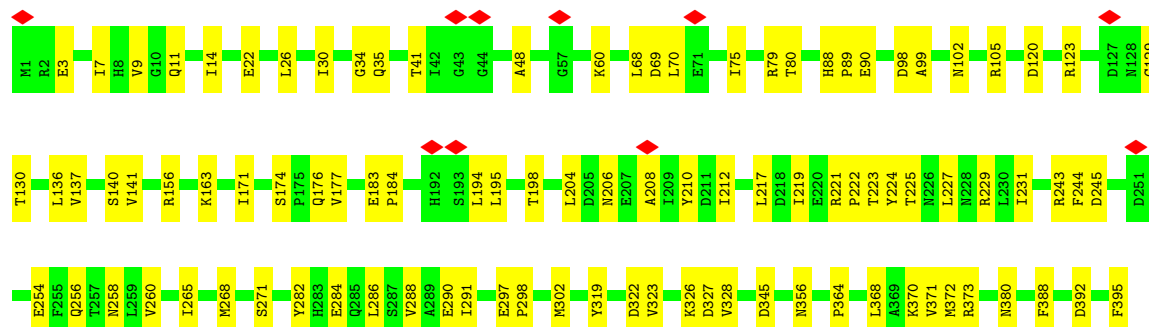 M1 R2 E3 I7 H8 V9 G10 Q11 I14 E22 L26 I30 G34 Q35 T41 I42 G43 G44 A48 G57 K60 L68 D69 L70 E71 I75 R79 T80 H88 P89 E90 D98 A99 N102 R105 D120 R123 D127 N128
T130 L136 V137 S140 V141 R156 K163 I171 S174 P175 Q176 V177 E183 P184 H192 S193 L194 L195 T198 L204 D205 N206 E207 A208 I209 Y210 D211 I212 L217 D218 I219 E220 R221 P222 T223 Y224 T225 N226 L227 N228 R229 L230 I231 R243 F244 D245 D251
E254 F255 Q256 T257 N258 L259 V260 I265 M268 S271 Y282 H283 E284 Q285 L286 S287 V288 A289 E290 I291 E297 P298 M302 Y319 D322 V323 K326 D327 V328 D345 N356 P364 L368 A369 K370 V371 M372 R373 N380 F388 D392 F395